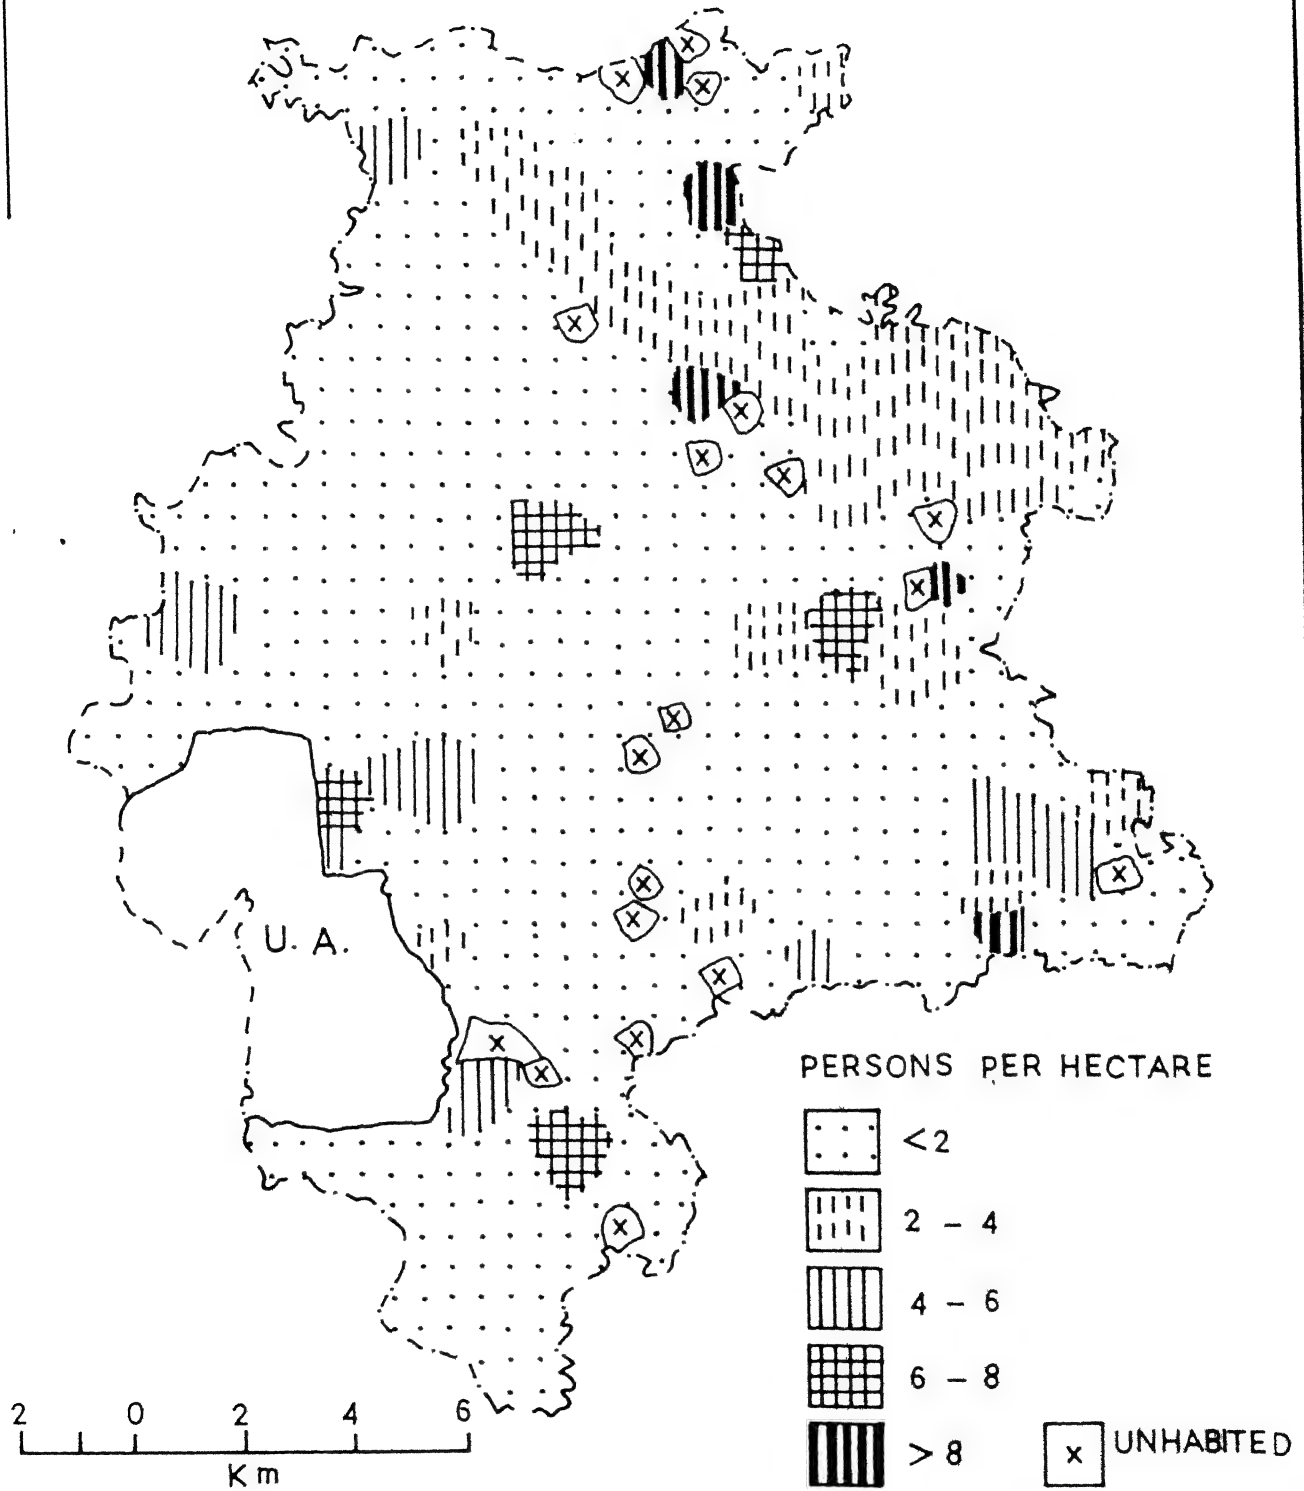 x
x
x
x
x
x
x
x
x
x
x
x
x
x
U. A.
x
x
x
x
x
PERSONS PER HECTARE
<2
2 – 4
4 – 6
6 – 8
>8
x UNHABITED
2 0 2 4 6
Km